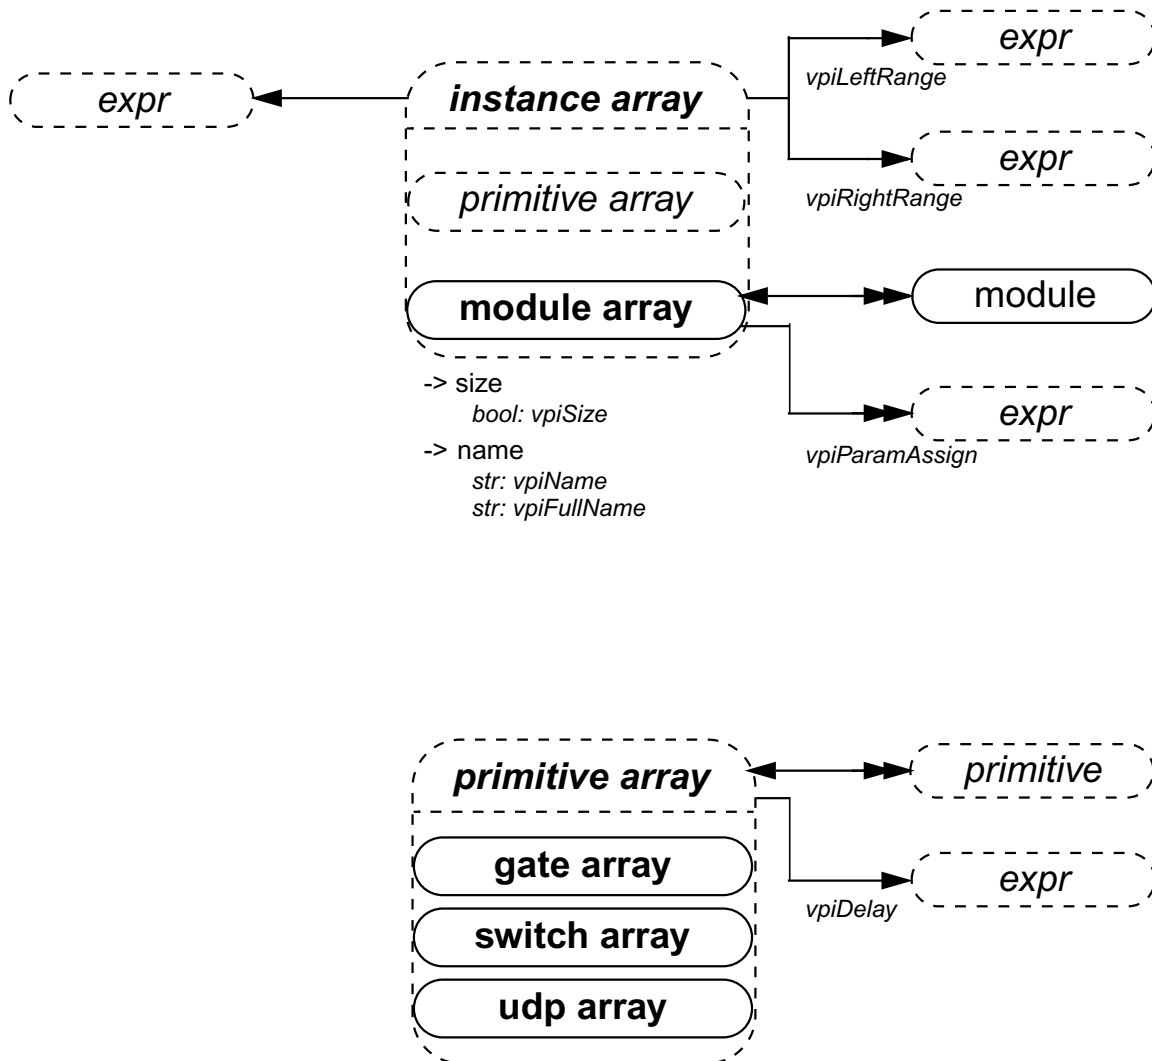 expr
vpiLeftRange
expr
instance array
expr
vpiRightRange
primitive array
module array
module
-> size
bool: vpiSize
expr
vpiParamAssign
-> name
str: vpiName
str: vpiFullName
primitive array
primitive
gate array
expr
vpiDelay
switch array
udp array